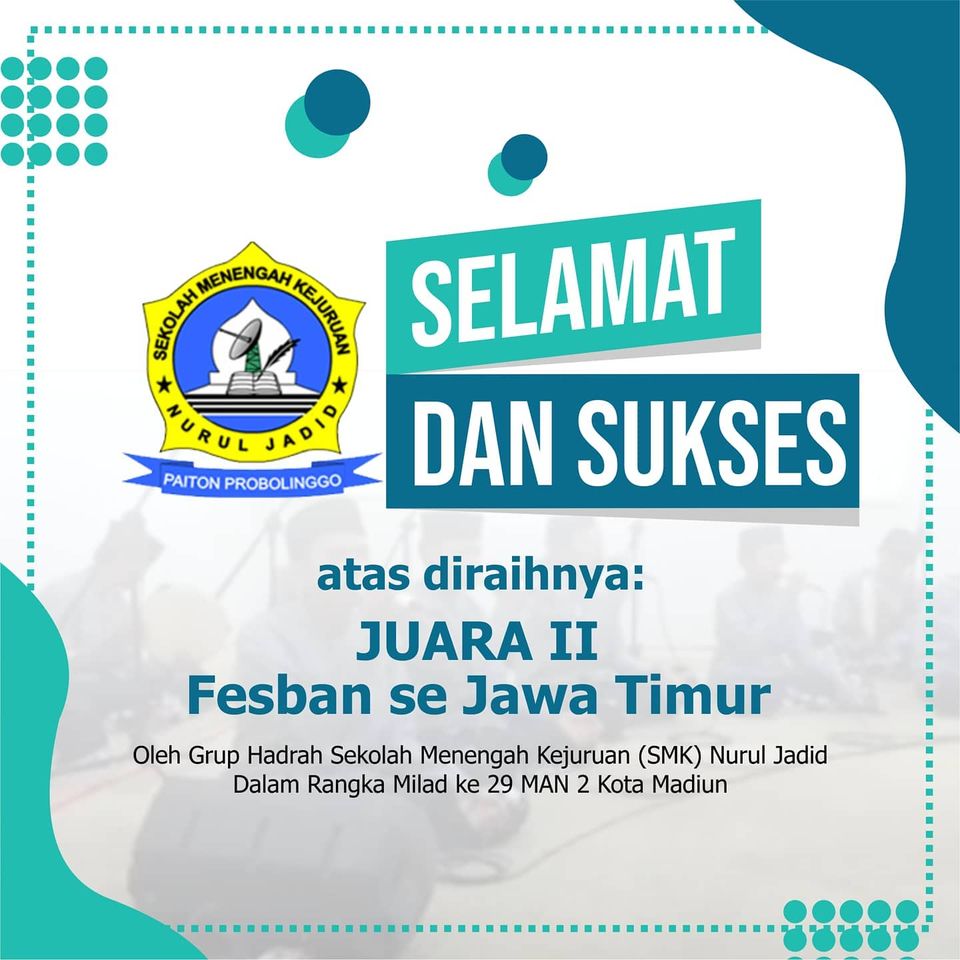 SEKOLAH MENENGAH KEJURUAN
NURUL JADID
PAITON PROBOLINGGO
SELAMAT
DAN SUKSES
atas diraihnya:
JUARA II
Fesban se Jawa Timur
Oleh Grup Hadrah Sekolah Menengah Kejuruan (SMK) Nurul Jadid
Dalam Rangka Milad ke 29 MAN 2 Kota Madiun